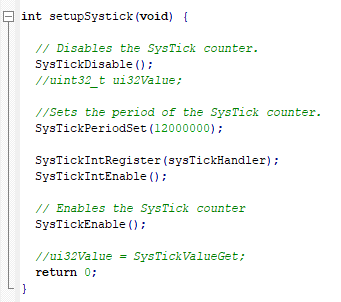 int setupSystick(void) {
// Disables the SysTick counter.
SysTickDisable();
//uint32_t ui32Value;
//Sets the period of the SysTick counter.
SysTickPeriodSet(12000000);
SysTickIntRegister(sysTickHandler);
SysTickIntEnable();
// Enables the SysTick counter
SysTickEnable();
//ui32Value = SysTickValueGet;
return 0;
}